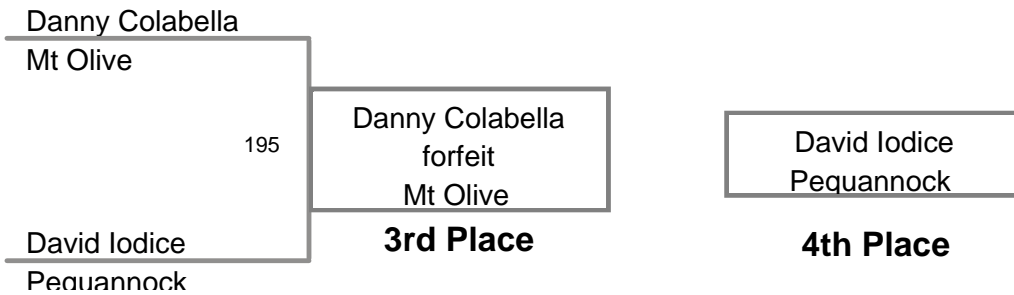 Danny Colabella
Mt Olive
195
Danny Colabella
forfeit
Mt Olive
3rd Place
David Iodice
Pequannock
4th Place
David Iodice
Pequannock